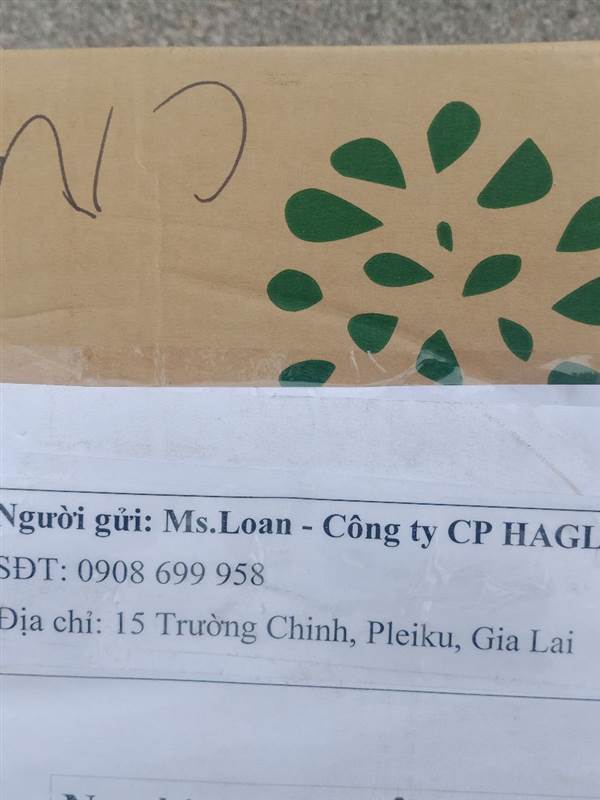 Người gửi: Ms.Loan - Công ty CP HAGL
SĐT: 0908 699 958
Địa chỉ: 15 Trường Chinh, Pleiku, Gia Lai